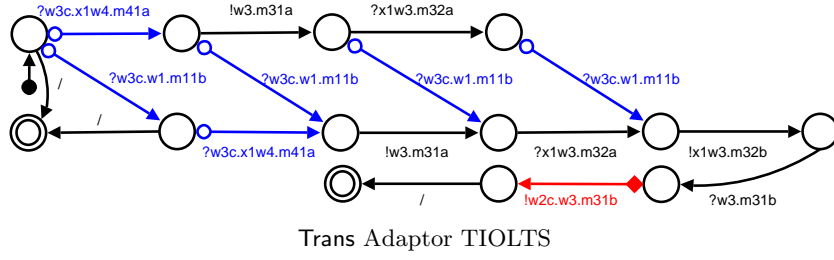 ?w3c.x1w4.m41a !w3.m31a ?x1w3.m32a
/ ?w3c.w1.m11b ?w3c.w1.m11b ?w3c.w1.m11b ?w3c.w1.m11b
/
?w3c.x1w4.m41a !w3.m31a ?x1w3.m32a !x1w3.m32b
/ !w2c.w3.m31b ?w3.m31b
Trans Adaptor TIOLTS